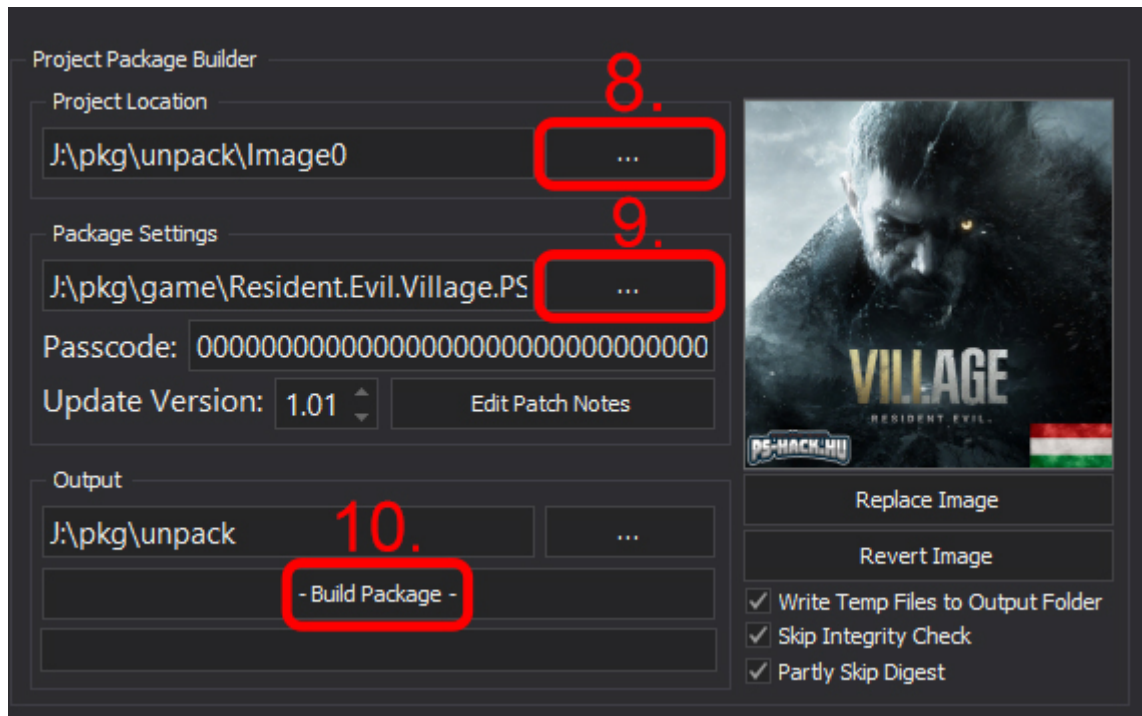 Project Package Builder
8.
Project Location
J:\pkg\unpack\Image0
...
9.
Package Settings
J:\pkg\game\Resident.Evil.Village.PS
...
Passcode: 00000000000000000000000000000000
Update Version: 1.01
Edit Patch Notes
Output
10.
J:\pkg\unpack
...
- Build Package -
VILLAGE
RESIDENT EVIL.
PS-HACK.HU
Replace Image
Revert Image
Write Temp Files to Output Folder
Skip Integrity Check
Partly Skip Digest